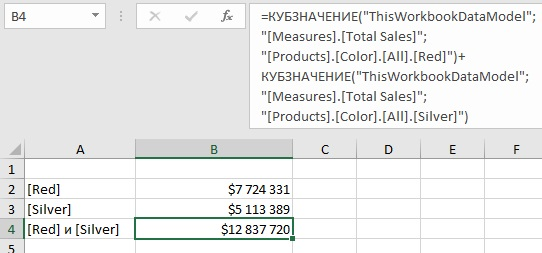 B4
fx
=КУБЗНАЧЕНИЕ("ThisWorkbookDataModel";
"[Measures].[Total Sales]";
"[Products].[Color].[All].[Red]")+
КУБЗНАЧЕНИЕ("ThisWorkbookDataModel";
"[Measures].[Total Sales]";
"[Products].[Color].[All].[Silver]")
A B C D E F
1
2 [Red] $7 724 331
3 [Silver] $5 113 389
4 [Red] и [Silver] $12 837 720
5